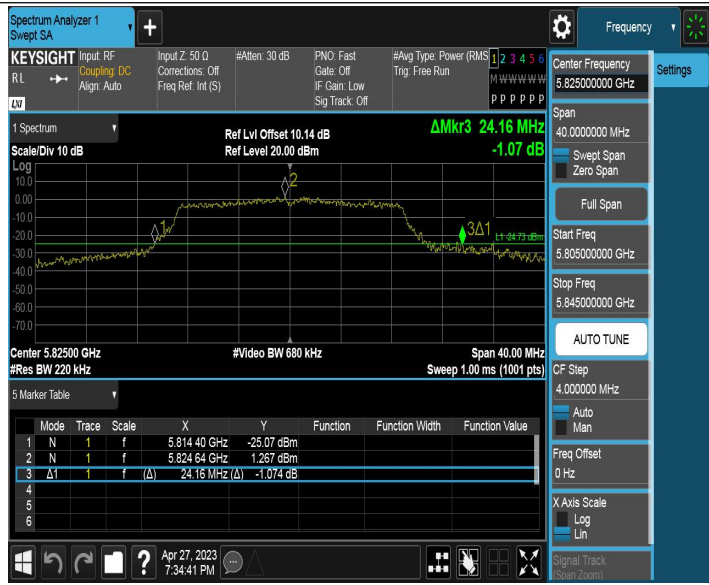 Spectrum Analyzer 1
Swept SA
+
Frequency
KEYSIGHT
RL
LXI
Input: RF
Coupling: DC
Align: Auto
Input Z: 50 Ω
Corrections: Off
Freq Ref: Int (S)
#Atten: 30 dB
PNO: Fast
Gate: Off
IF Gain: Low
Sig Track: Off
#Avg Type: Power (RMS
Trig: Free Run
1 2 3 4 5 6
M W W W W W
P P P P P P
Center Frequency
5.825000000 GHz
Settings
Span
40.0000000 MHz
Swept Span
Zero Span
Full Span
Start Freq
5.805000000 GHz
Stop Freq
5.845000000 GHz
AUTO TUNE
CF Step
4.000000 MHz
Auto
Man
Freq Offset
0 Hz
X Axis Scale
Log
Lin
Signal Track
(Span Zoom)
1 Spectrum
Scale/Div 10 dB
Ref Lvl Offset 10.14 dB
Ref Level 20.00 dBm
ΔMkr3 24.16 MHz
-1.07 dB
Log
10.0
0.00
-10.0
-20.0
-30.0
-40.0
-50.0
-60.0
-70.0
1
2
3Δ1
L1 -24.73 dBm
Center 5.82500 GHz
#Res BW 220 kHz
#Video BW 680 kHz
Span 40.00 MHz
Sweep 1.00 ms (1001 pts)
5 Marker Table
Mode Trace Scale X Y Function Function Width Function Value
1 N 1 f 5.814 40 GHz -25.07 dBm
2 N 1 f 5.824 64 GHz 1.267 dBm
3 Δ1 1 f (Δ) 24.16 MHz (Δ) -1.074 dB
4
5
6
?
Apr 27, 2023
7:34:41 PM